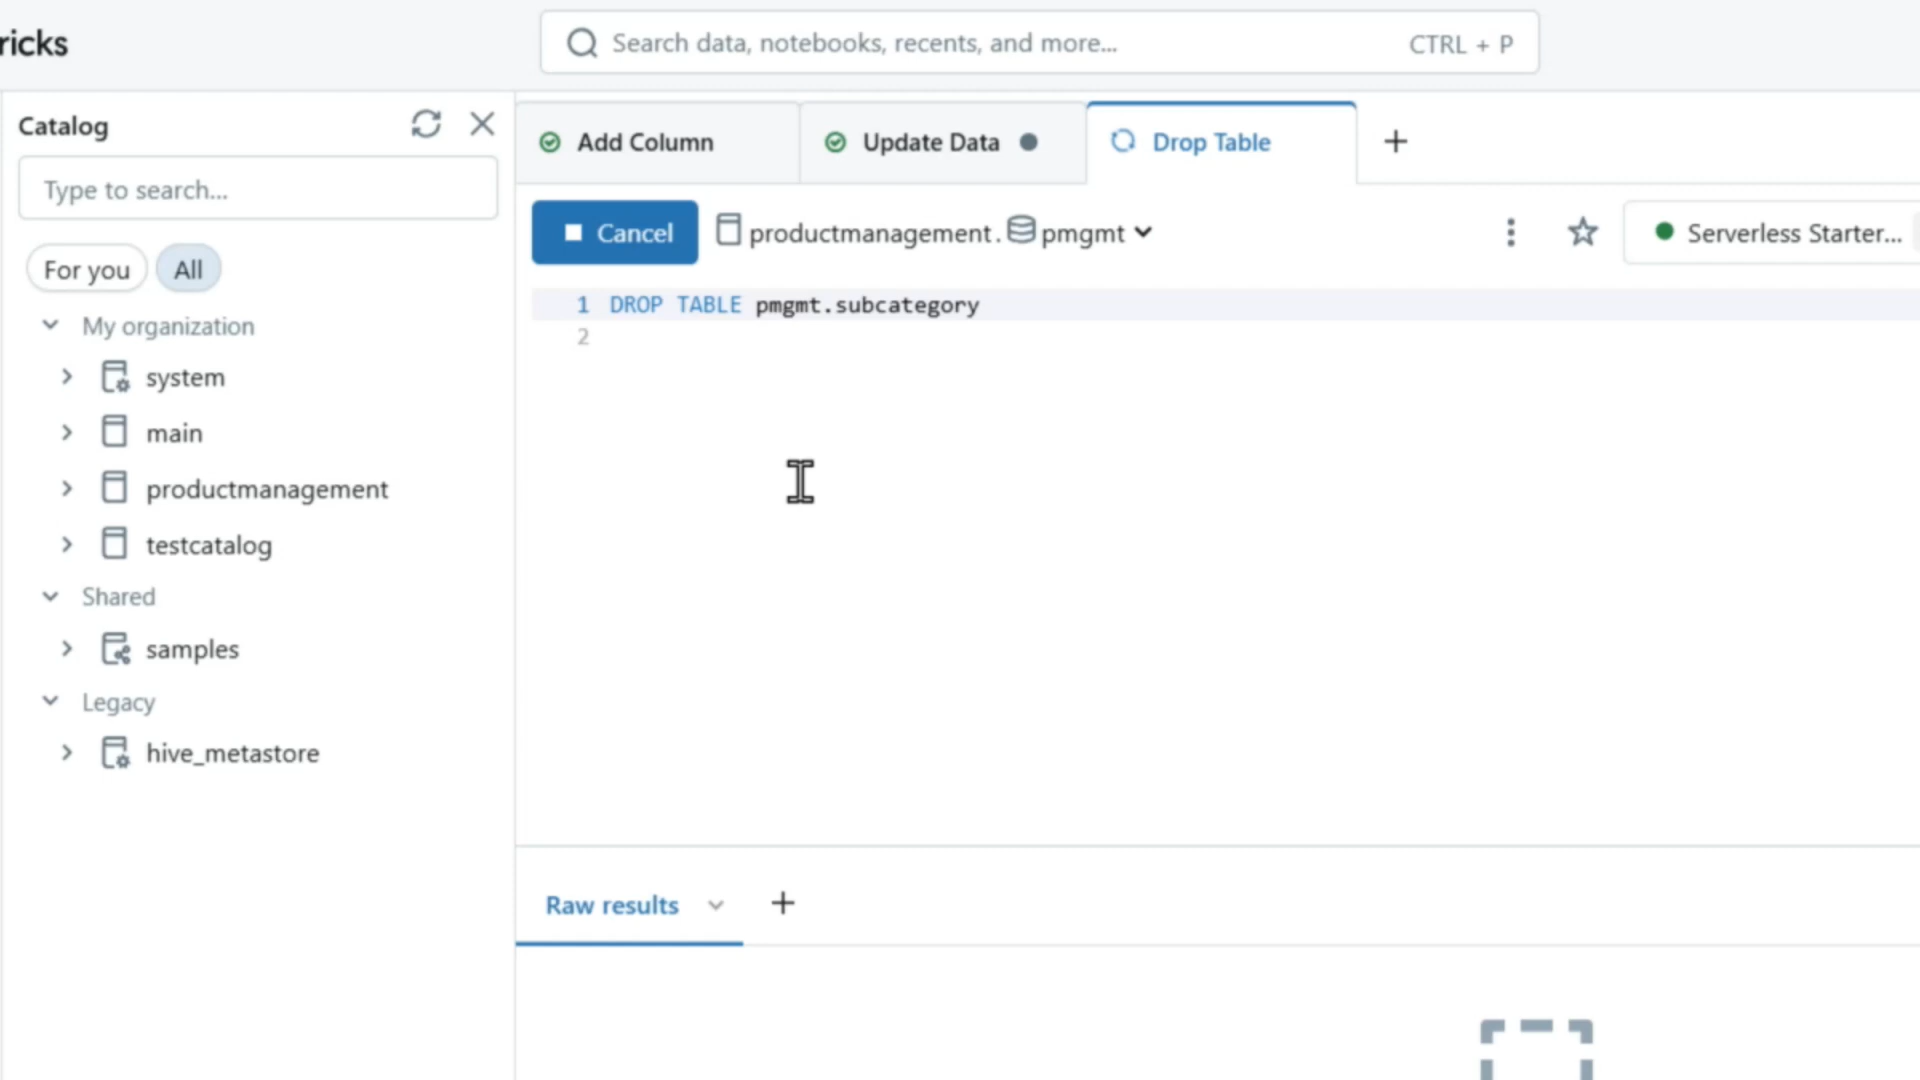 ricks
Search data, notebooks, recents, and more... CTRL + P
Catalog
Type to search...
For you All
My organization
system
main
productmanagement
testcatalog
Shared
samples
Legacy
hive_metastore
Add Column Update Data Drop Table
Cancel productmanagement. pmgmt Serverless Starter...
1 DROP TABLE pmgmt.subcategory
2
Raw results